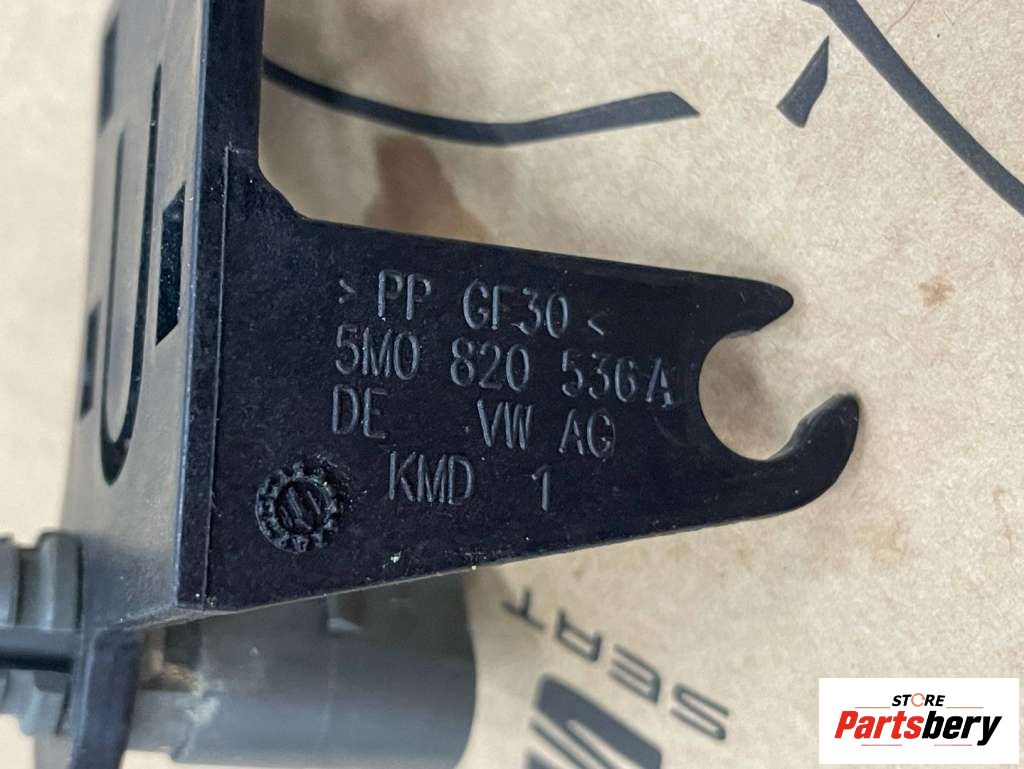 >PP GF30<
5M0 820 536A
DE VW AG
KMD 1
SEAT
STORE
Partsbery